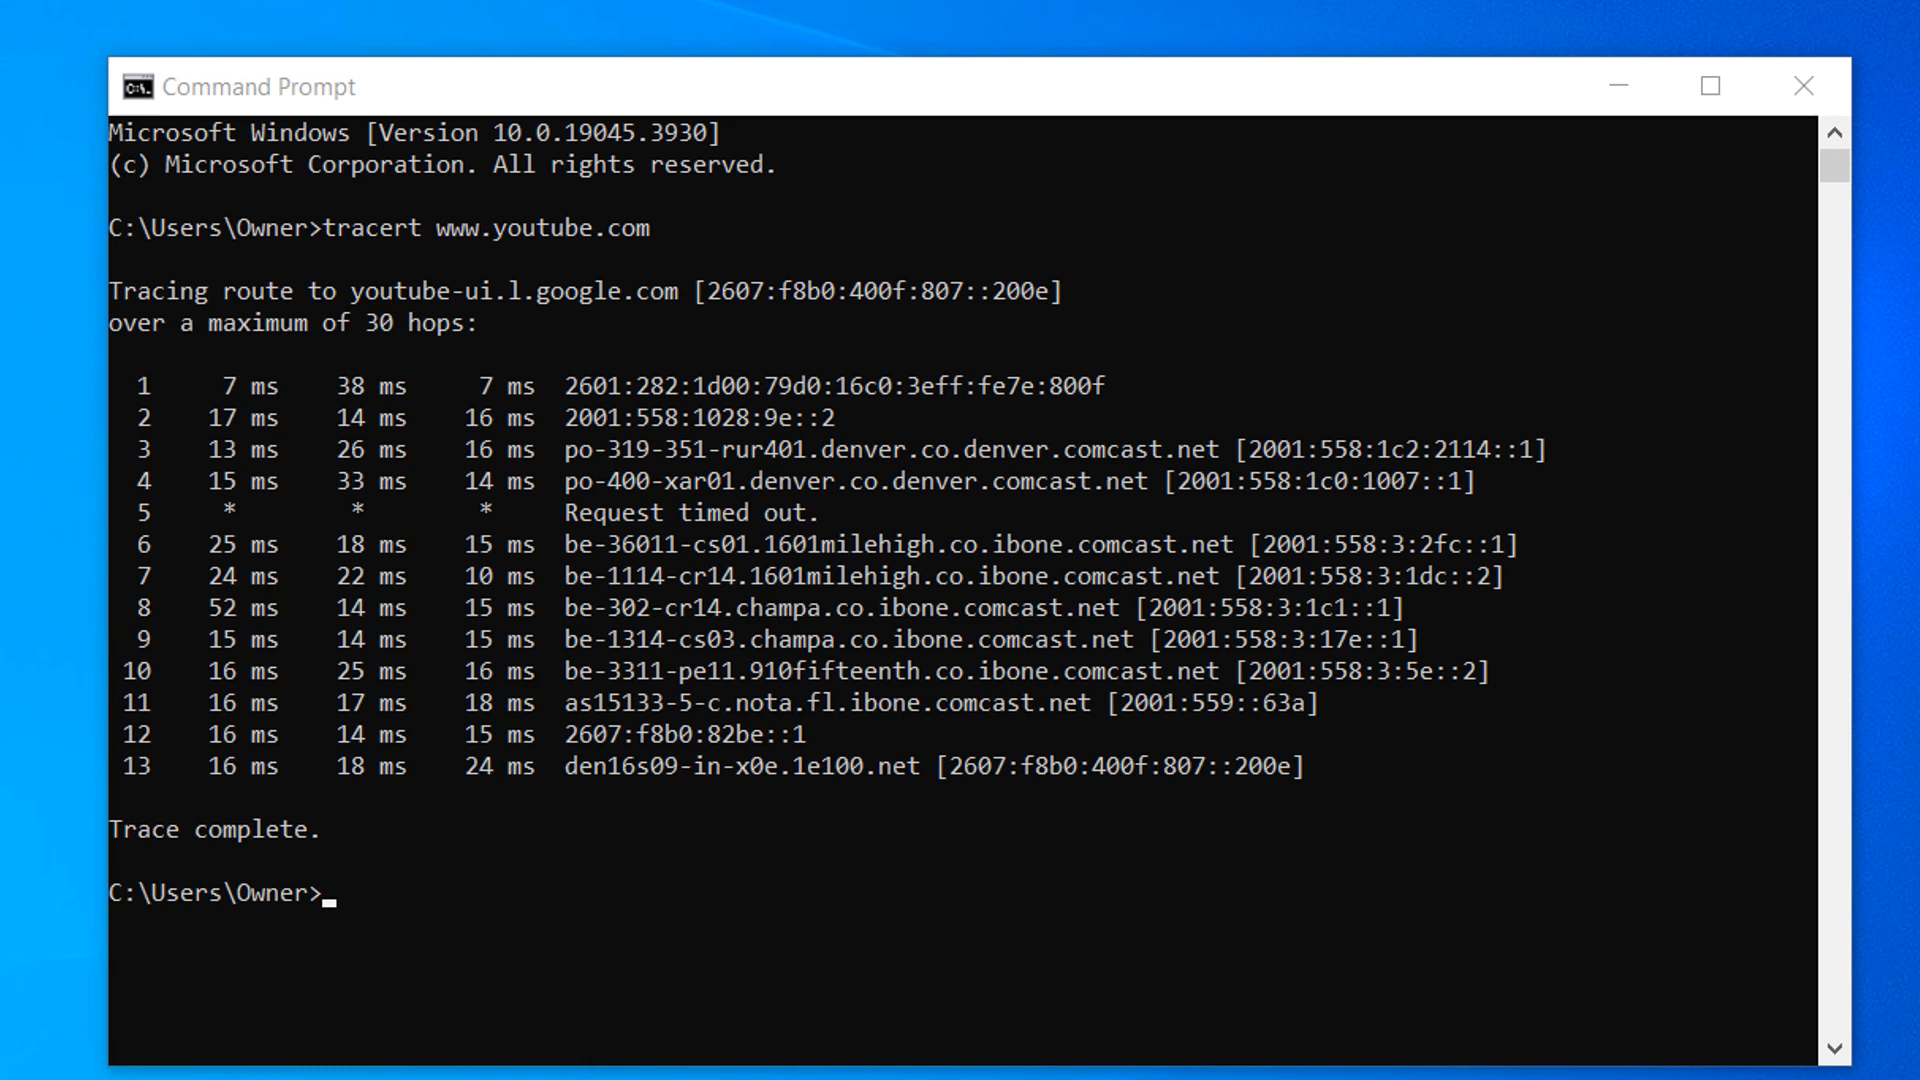 Command Prompt
Microsoft Windows [Version 10.0.19045.3930]
(c) Microsoft Corporation. All rights reserved.
C:\Users\Owner>tracert www.youtube.com
Tracing route to youtube-ui.l.google.com [2607:f8b0:400f:807::200e]
over a maximum of 30 hops:
1 7 ms 38 ms 7 ms 2601:282:1d00:79d0:16c0:3eff:fe7e:800f
2 17 ms 14 ms 16 ms 2001:558:1028:9e::2
3 13 ms 26 ms 16 ms po-319-351-rur401.denver.co.denver.comcast.net [2001:558:1c2:2114::1]
4 15 ms 33 ms 14 ms po-400-xar01.denver.co.denver.comcast.net [2001:558:1c0:1007::1]
5 * * * Request timed out.
6 25 ms 18 ms 15 ms be-36011-cs01.1601milehigh.co.ibone.comcast.net [2001:558:3:2fc::1]
7 24 ms 22 ms 10 ms be-1114-cr14.1601milehigh.co.ibone.comcast.net [2001:558:3:1dc::2]
8 52 ms 14 ms 15 ms be-302-cr14.champa.co.ibone.comcast.net [2001:558:3:1c1::1]
9 15 ms 14 ms 15 ms be-1314-cs03.champa.co.ibone.comcast.net [2001:558:3:17e::1]
10 16 ms 25 ms 16 ms be-3311-pe11.910fifteenth.co.ibone.comcast.net [2001:558:3:5e::2]
11 16 ms 17 ms 18 ms as15133-5-c.nota.fl.ibone.comcast.net [2001:559::63a]
12 16 ms 14 ms 15 ms 2607:f8b0:82be::1
13 16 ms 18 ms 24 ms den16s09-in-x0e.1e100.net [2607:f8b0:400f:807::200e]
Trace complete.
C:\Users\Owner>